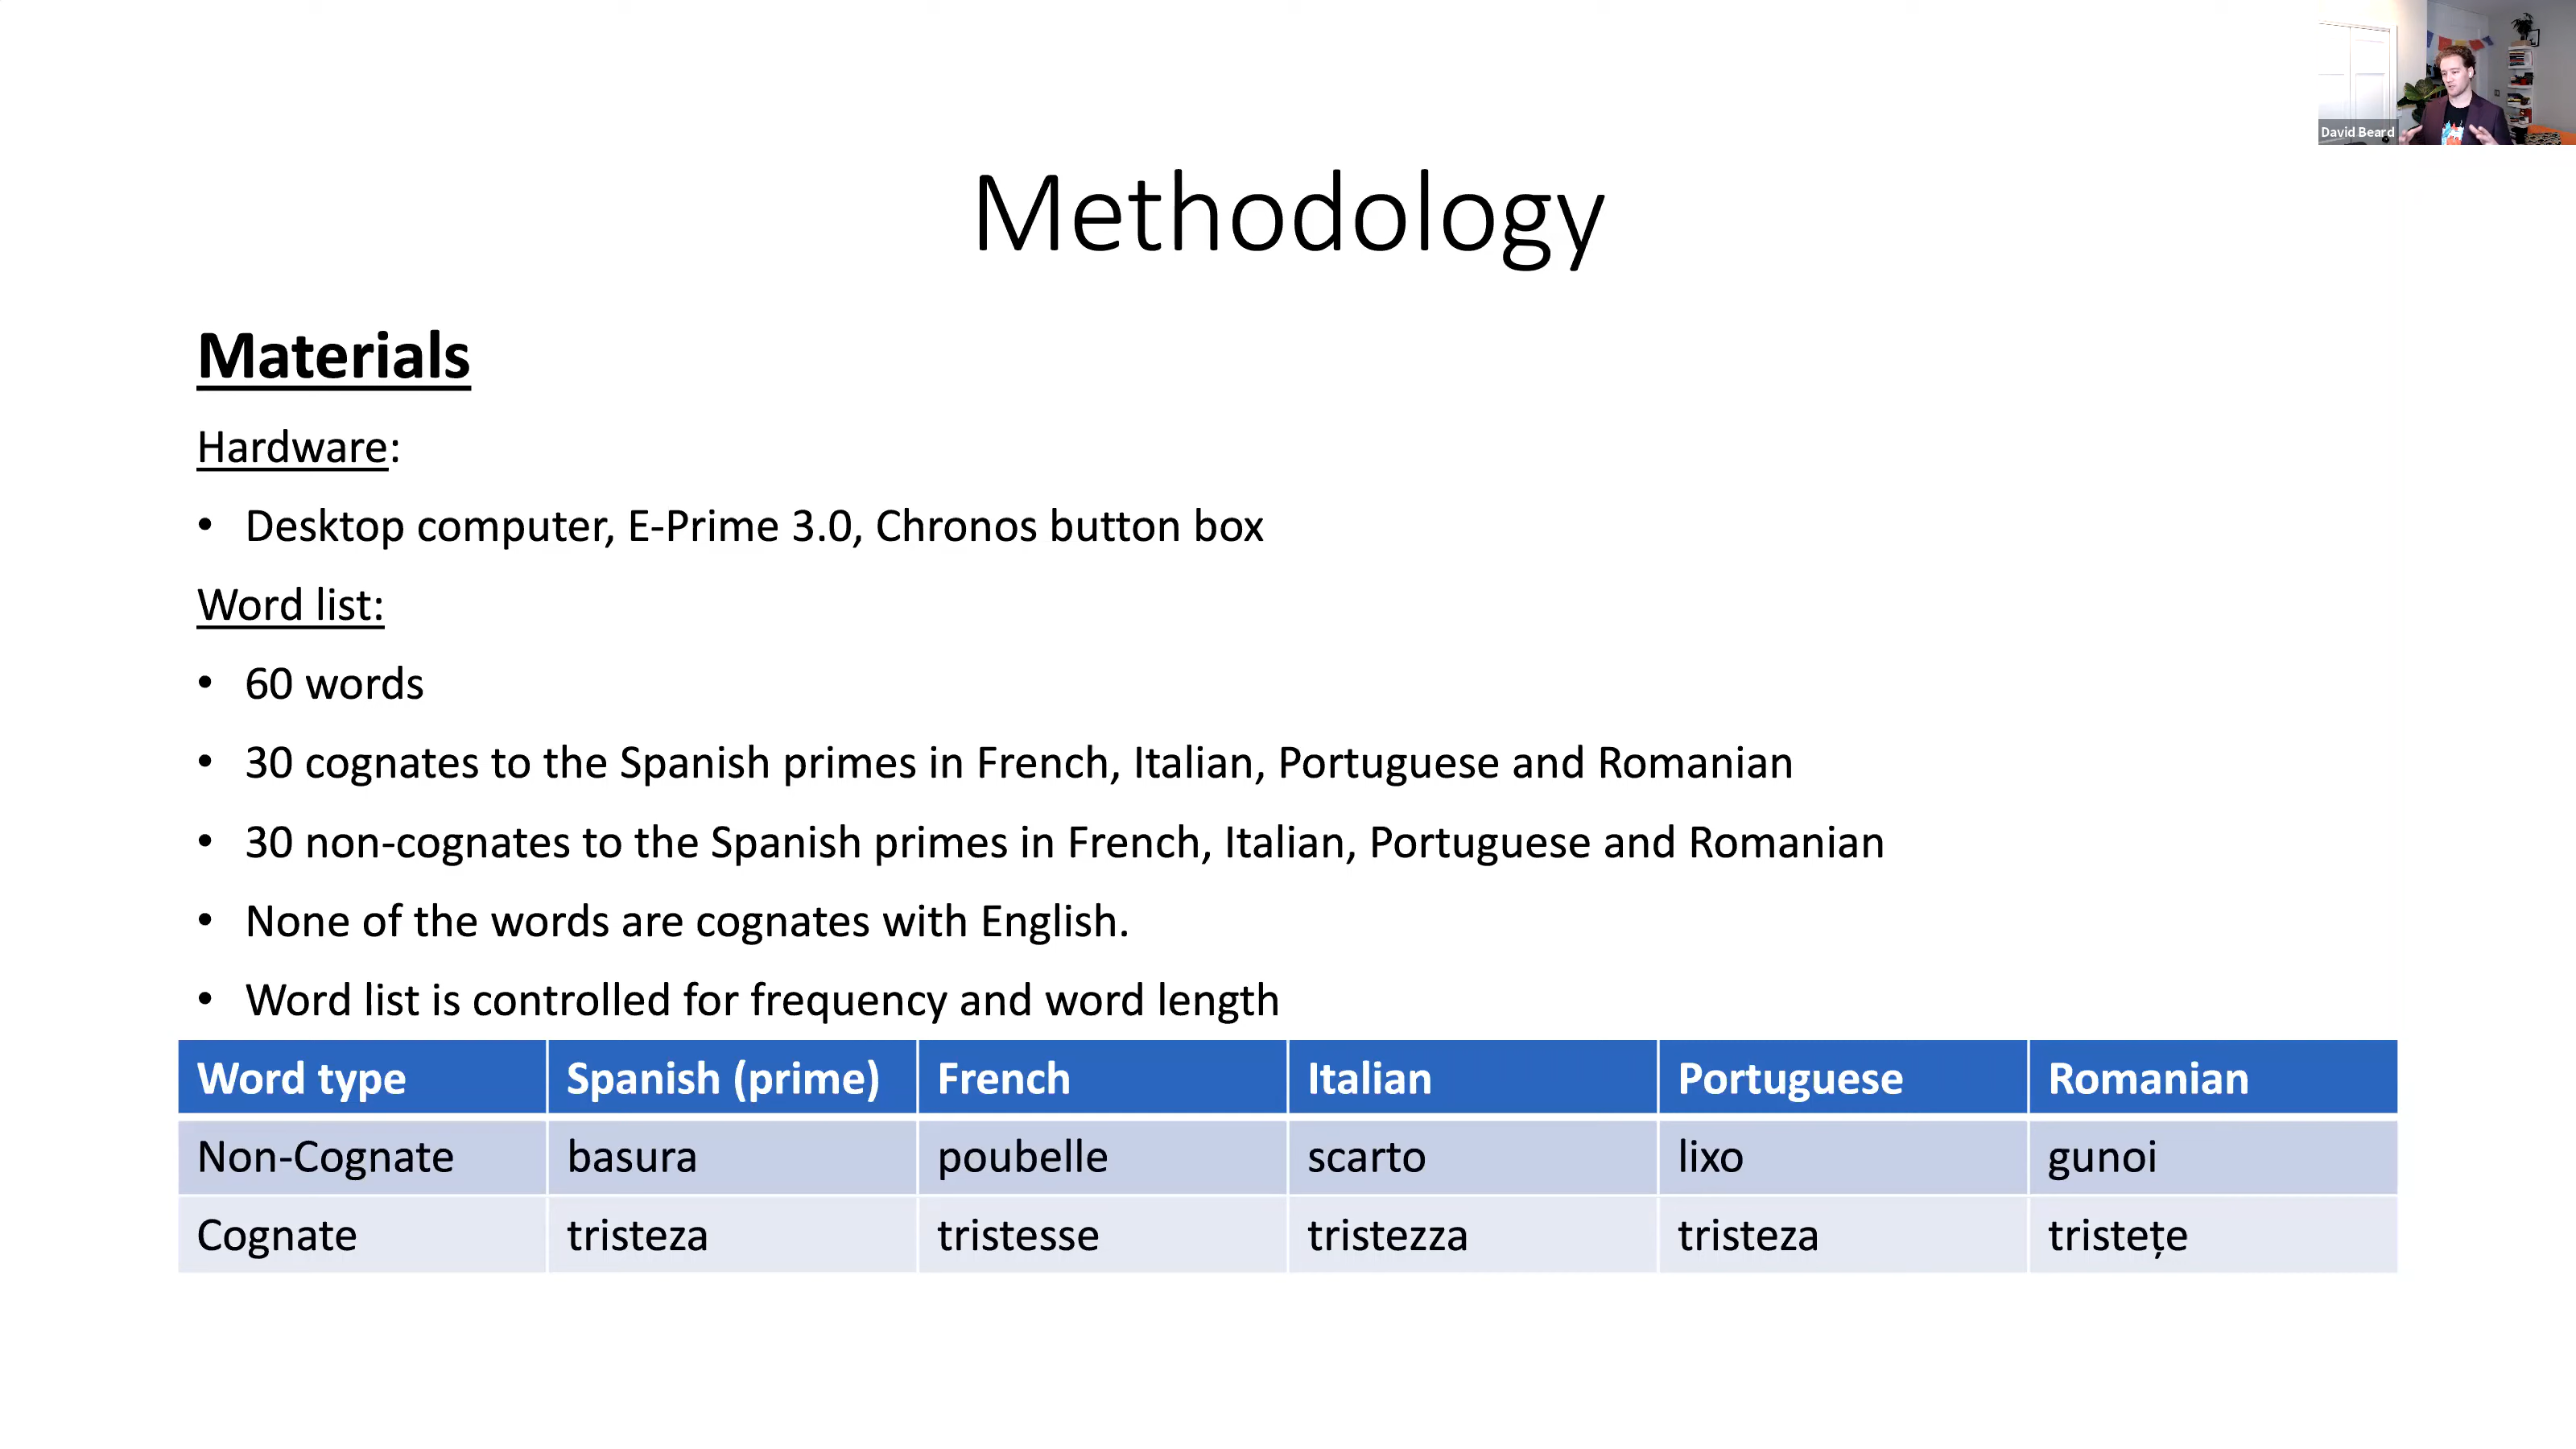 David Beard
Methodology
Materials
Hardware:
• Desktop computer, E-Prime 3.0, Chronos button box
Word list:
• 60 words
• 30 cognates to the Spanish primes in French, Italian, Portuguese and Romanian
• 30 non-cognates to the Spanish primes in French, Italian, Portuguese and Romanian
• None of the words are cognates with English.
• Word list is controlled for frequency and word length
Word type Spanish (prime) French Italian Portuguese Romanian
Non-Cognate basura poubelle scarto lixo gunoi
Cognate tristeza tristesse tristezza tristeza tristețe